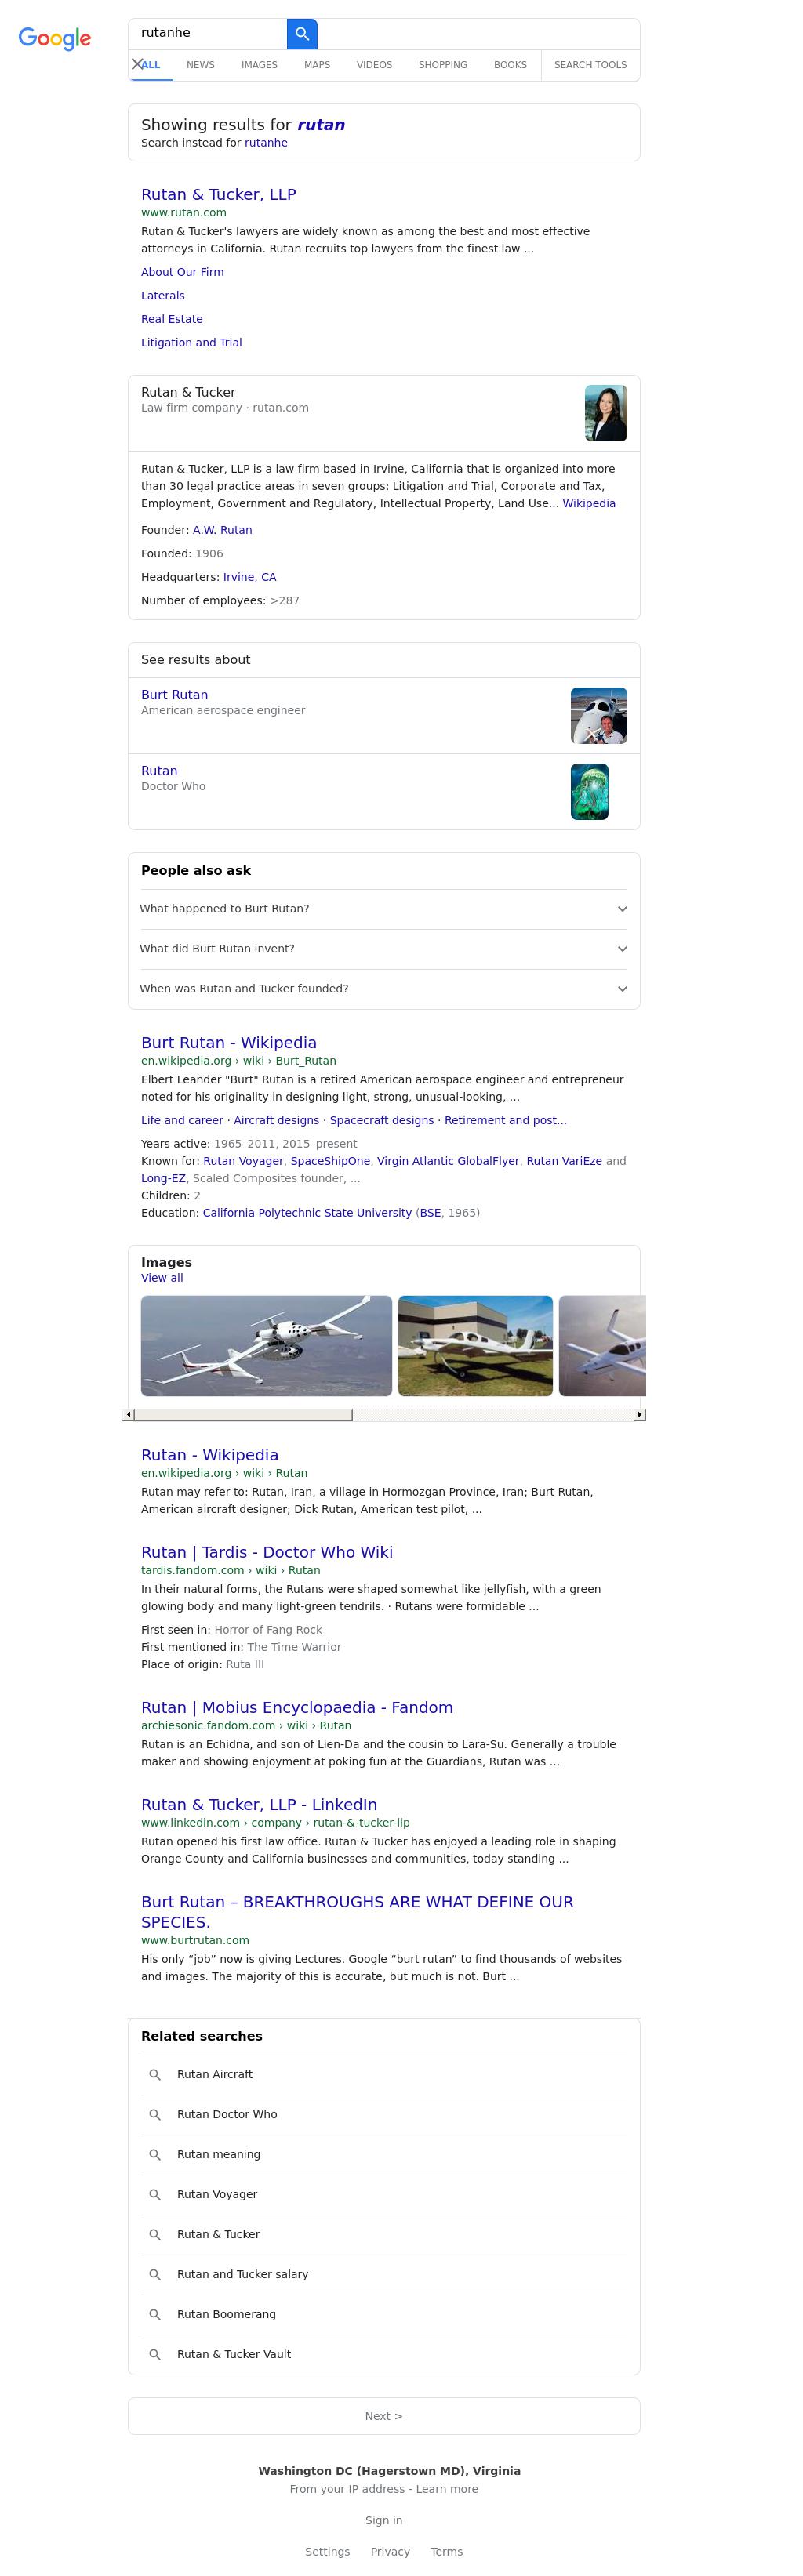 Google
rutanhe
ALL NEWS IMAGES MAPS VIDEOS SHOPPING BOOKS SEARCH TOOLS
Showing results for rutan
Search instead for rutanhe
Rutan & Tucker, LLP
www.rutan.com
Rutan & Tucker's lawyers are widely known as among the best and most effective
attorneys in California. Rutan recruits top lawyers from the finest law ...
About Our Firm
Laterals
Real Estate
Litigation and Trial
Rutan & Tucker
Law firm company · rutan.com
Rutan & Tucker, LLP is a law firm based in Irvine, California that is organized into more
than 30 legal practice areas in seven groups: Litigation and Trial, Corporate and Tax,
Employment, Government and Regulatory, Intellectual Property, Land Use... Wikipedia
Founder: A.W. Rutan
Founded: 1906
Headquarters: Irvine, CA
Number of employees: >287
See results about
Burt Rutan
American aerospace engineer
Rutan
Doctor Who
People also ask
What happened to Burt Rutan?
What did Burt Rutan invent?
When was Rutan and Tucker founded?
Burt Rutan - Wikipedia
en.wikipedia.org › wiki › Burt_Rutan
Elbert Leander "Burt" Rutan is a retired American aerospace engineer and entrepreneur
noted for his originality in designing light, strong, unusual-looking, ...
Life and career · Aircraft designs · Spacecraft designs · Retirement and post...
Years active: 1965–2011, 2015–present
Known for: Rutan Voyager, SpaceShipOne, Virgin Atlantic GlobalFlyer, Rutan VariEze and
Long-EZ, Scaled Composites founder, ...
Children: 2
Education: California Polytechnic State University (BSE, 1965)
Images
View all
Rutan - Wikipedia
en.wikipedia.org › wiki › Rutan
Rutan may refer to: Rutan, Iran, a village in Hormozgan Province, Iran; Burt Rutan,
American aircraft designer; Dick Rutan, American test pilot, ...
Rutan | Tardis - Doctor Who Wiki
tardis.fandom.com › wiki › Rutan
In their natural forms, the Rutans were shaped somewhat like jellyfish, with a green
glowing body and many light-green tendrils. · Rutans were formidable ...
First seen in: Horror of Fang Rock
First mentioned in: The Time Warrior
Place of origin: Ruta III
Rutan | Mobius Encyclopaedia - Fandom
archiesonic.fandom.com › wiki › Rutan
Rutan is an Echidna, and son of Lien-Da and the cousin to Lara-Su. Generally a trouble
maker and showing enjoyment at poking fun at the Guardians, Rutan was ...
Rutan & Tucker, LLP - LinkedIn
www.linkedin.com › company › rutan-&-tucker-llp
Rutan opened his first law office. Rutan & Tucker has enjoyed a leading role in shaping
Orange County and California businesses and communities, today standing ...
Burt Rutan – BREAKTHROUGHS ARE WHAT DEFINE OUR
SPECIES.
www.burtrutan.com
His only “job” now is giving Lectures. Google “burt rutan” to find thousands of websites
and images. The majority of this is accurate, but much is not. Burt ...
Related searches
Rutan Aircraft
Rutan Doctor Who
Rutan meaning
Rutan Voyager
Rutan & Tucker
Rutan and Tucker salary
Rutan Boomerang
Rutan & Tucker Vault
Next >
Washington DC (Hagerstown MD), Virginia
From your IP address - Learn more
Sign in
Settings Privacy Terms